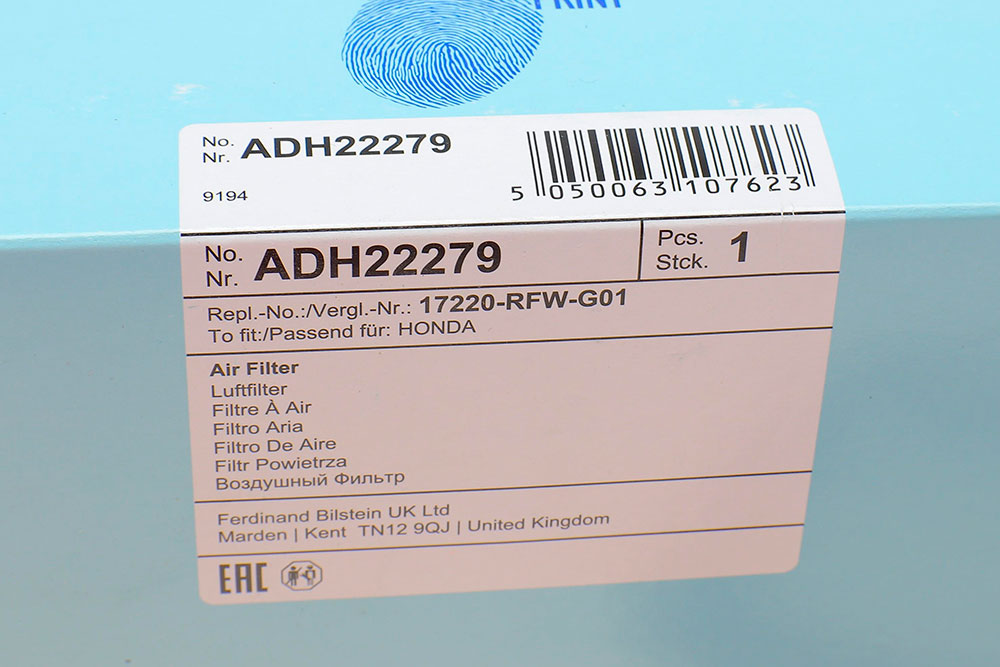 PRINT
No.
Nr. ADH22279
9194
5 050063 107623
No.
Nr. ADH22279
Pcs.
Stck. 1
Repl.-No.:/Vergl.-Nr.: 17220-RFW-G01
To fit:/Passend für: HONDA
Air Filter
Luftfilter
Filtre À Air
Filtro Aria
Filtro De Aire
Filtr Powietrza
Воздушный Фильтр
Ferdinand Bilstein UK Ltd
Marden | Kent TN12 9QJ | United Kingdom
EAC